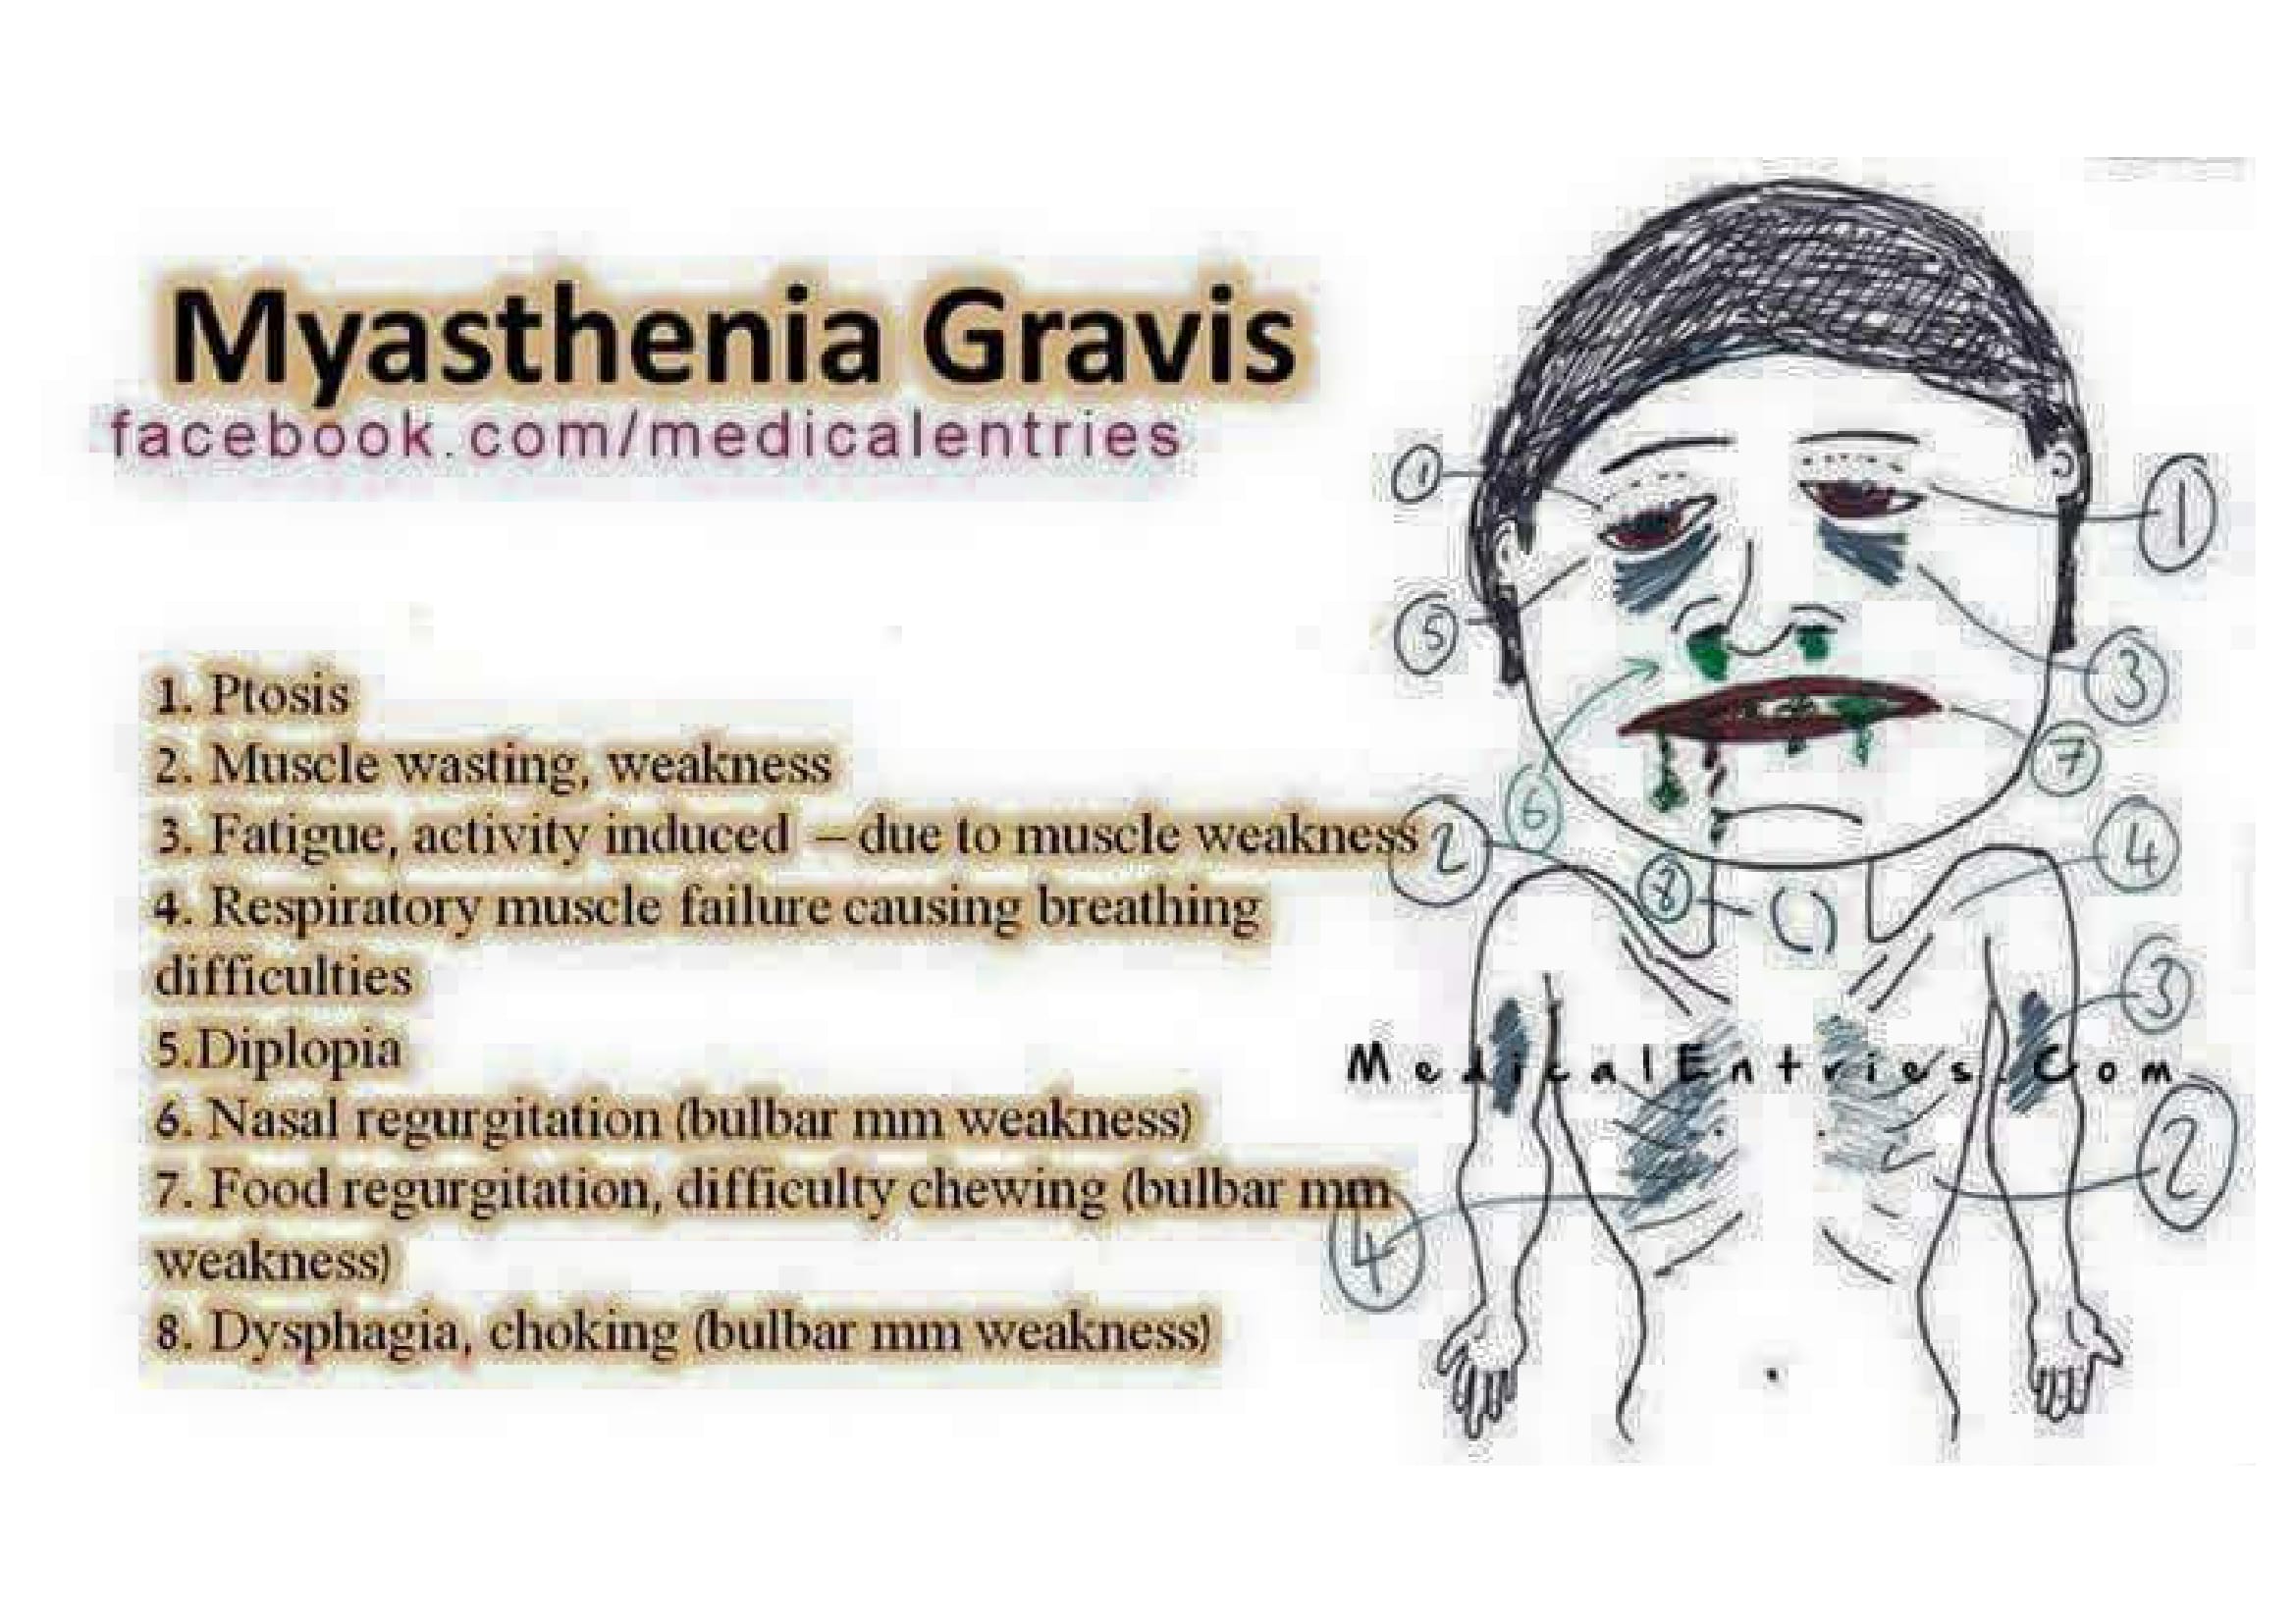 Myasthenia Gravis
facebook.com/medicalentries
1. Ptosis
2. Muscle wasting, weakness
3. Fatigue, activity induced – due to muscle weakness
4. Respiratory muscle failure causing breathing
difficulties
5.Diplopia
6. Nasal regurgitation (bulbar mm weakness)
7. Food regurgitation, difficulty chewing (bulbar mm
weakness)
8. Dysphagia, choking (bulbar mm weakness)
1
1
5
3
7
6
2
4
8
3
MedicalEntries.Com
2
4